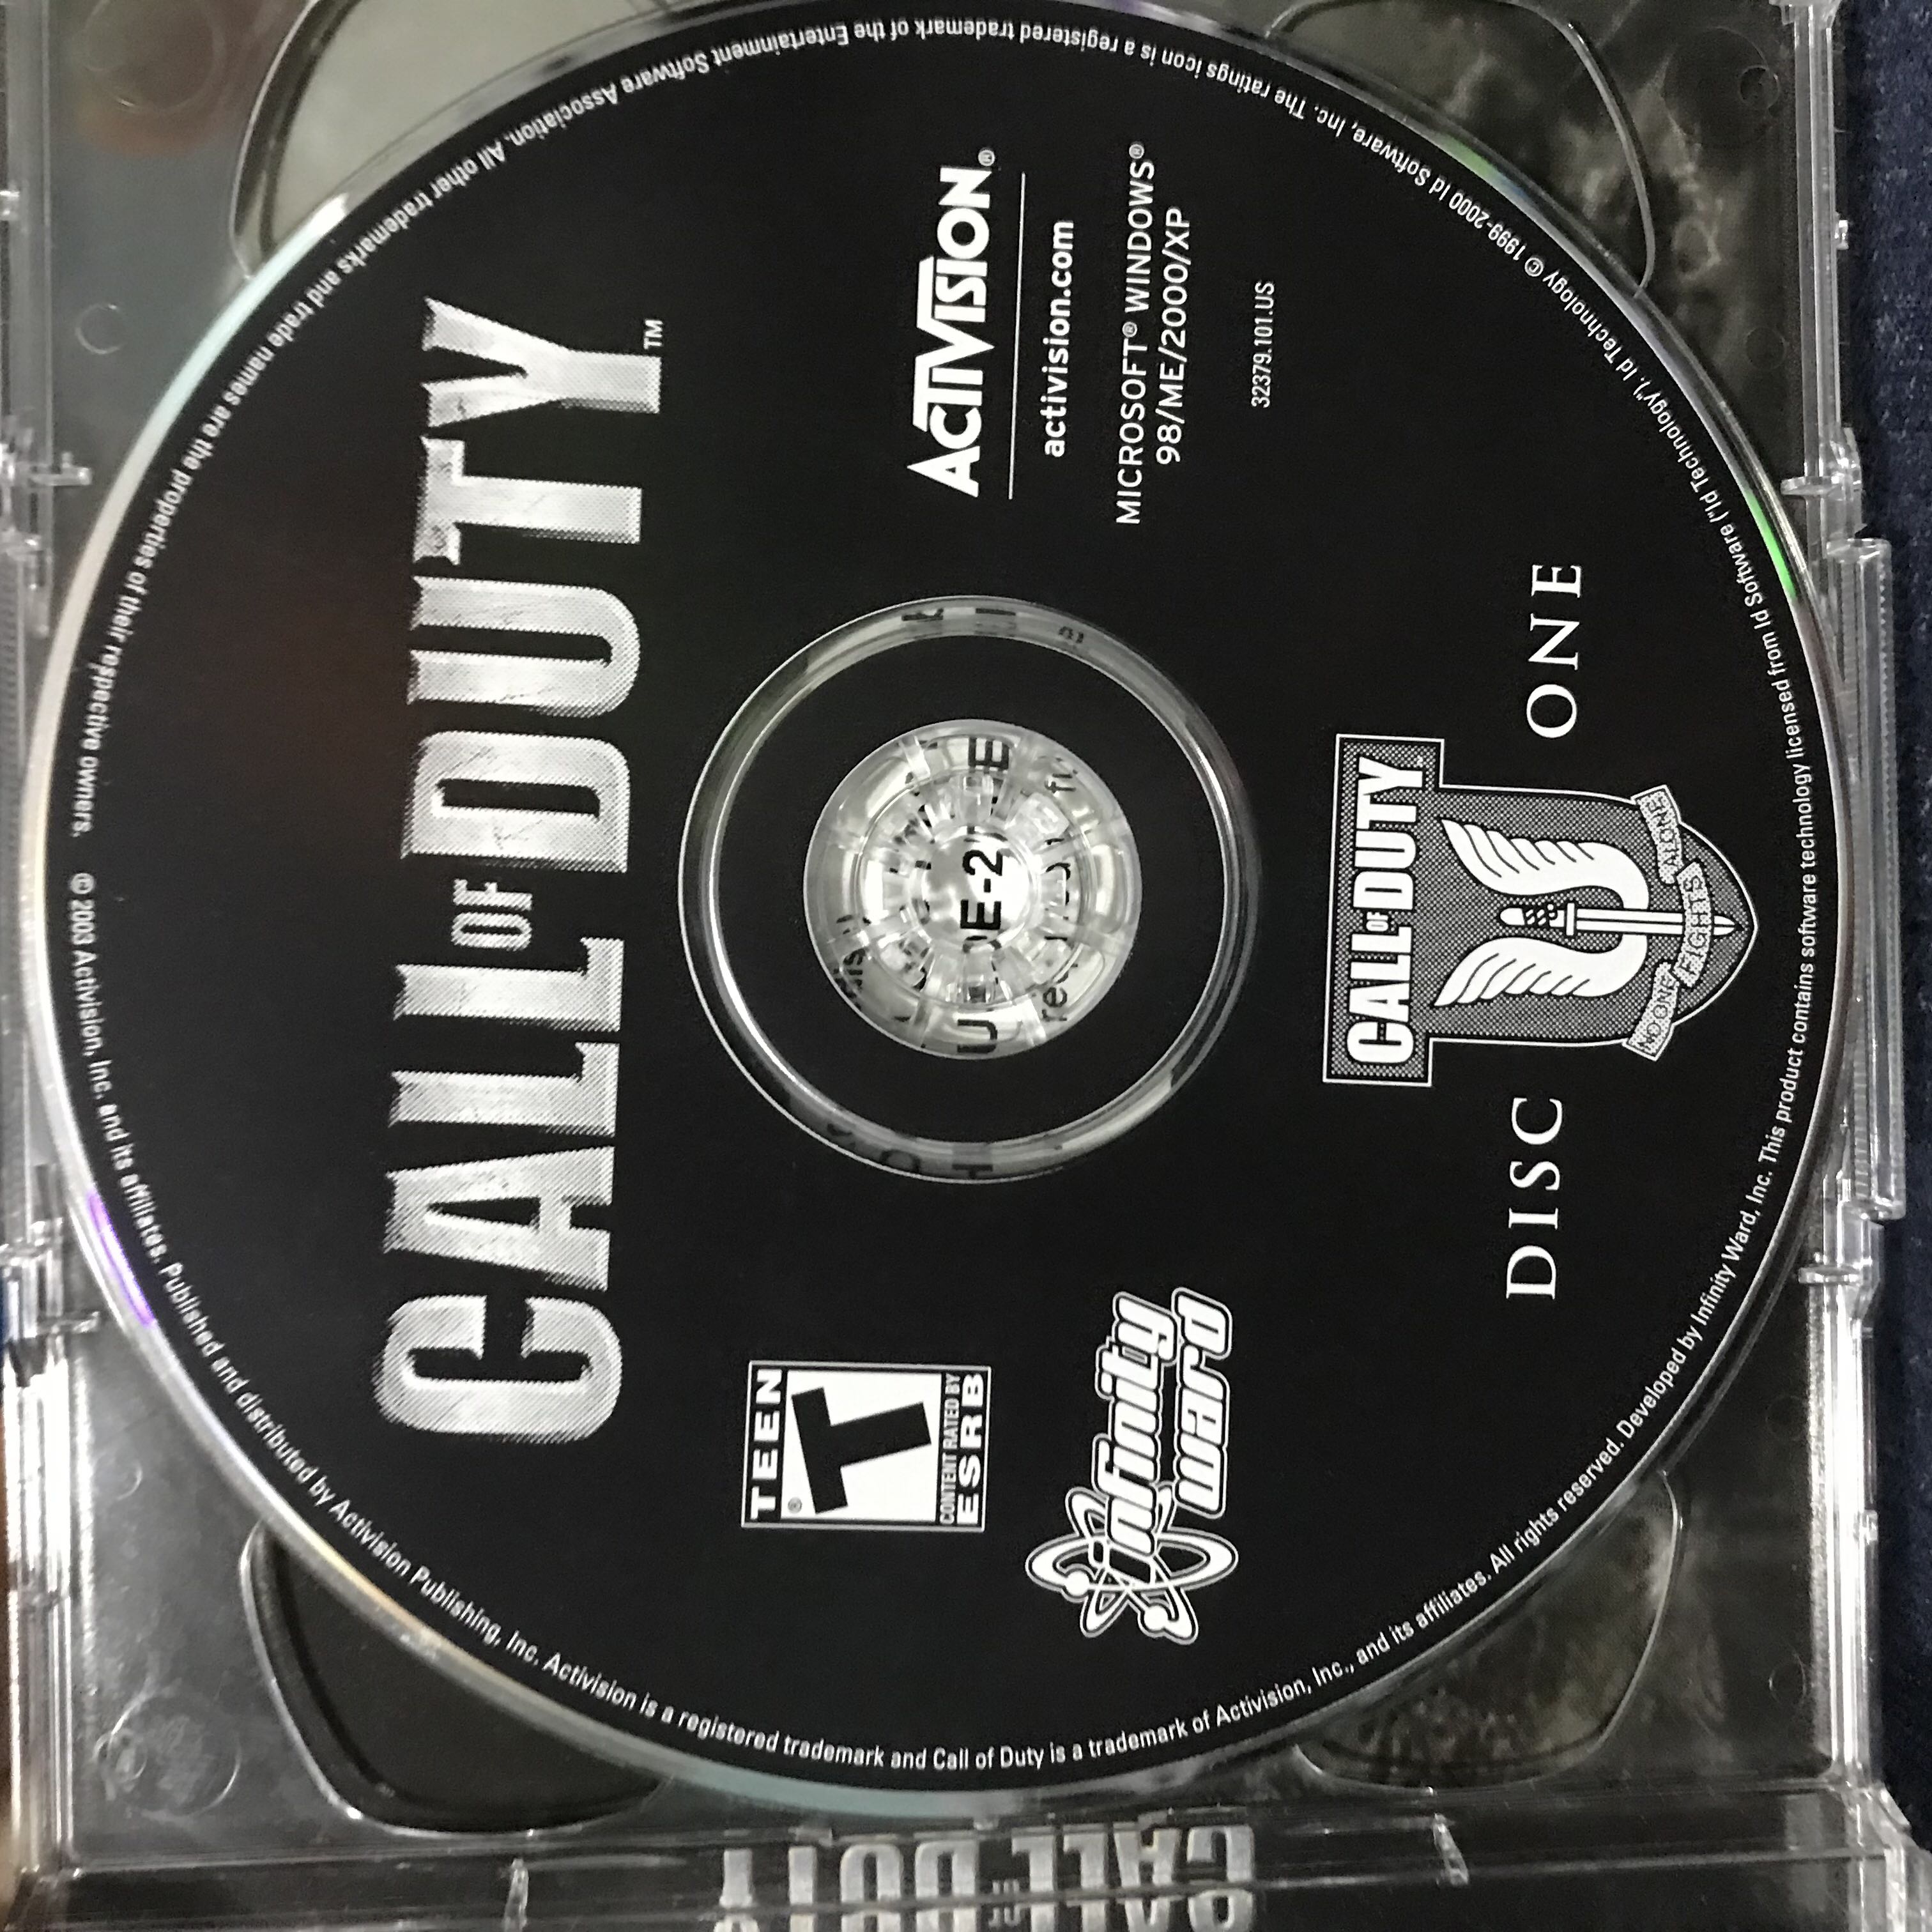 CALL OF DUTY™
TEEN
T®
CONTENT RATED BY
ESRB
infinity
ward
ACTIVISION®
activision.com
MICROSOFT® WINDOWS®
98/ME/2000/XP
32379.101.US
DISC ONE
CALL OF DUTY
NO ONE FIGHTS ALONE
© 2003 Activision, Inc. and its affiliates. Published and distributed by Activision Publishing, Inc. Activision is a registered trademark and Call of Duty is a trademark of Activision, Inc., and its affiliates. All rights reserved. Developed by Infinity Ward, Inc. This product contains software technology licensed from Id Software ("Id Technology"). Id Technology © 1999-2000 Id Software, Inc. The ratings icon is a registered trademark of the Entertainment Software Association. All other trademarks and trade names are the properties of their respective owners.
E-2
CALL OF DUTY